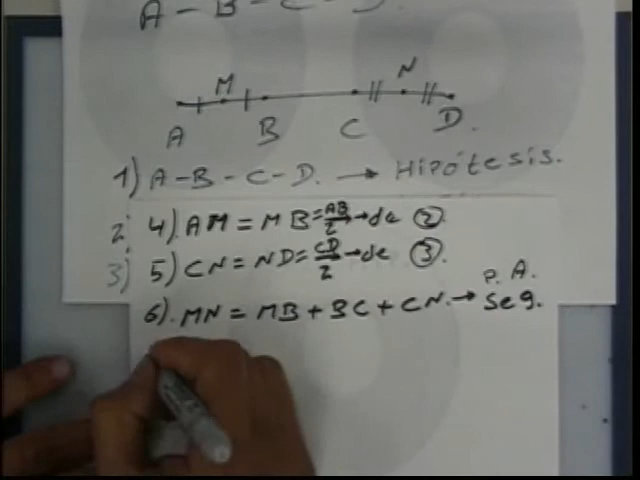 A - B - C - D.
M N
A B C D.
1) A-B-C-D. → Hipótesis.
2) 4). AM = MB = AB/2 → de ②
3) 5) CN = ND = CD/2 → de ③.
P. A.
6). MN = MB + BC + CN. → Seg.